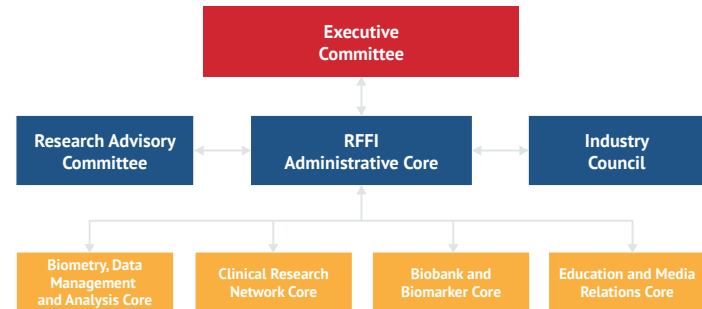 Executive
Committee
Research Advisory
Committee
RFFI
Administrative Core
Industry
Council
Biometry, Data
Management
and Analysis Core
Clinical Research
Network Core
Biobank and
Biomarker Core
Education and Media
Relations Core